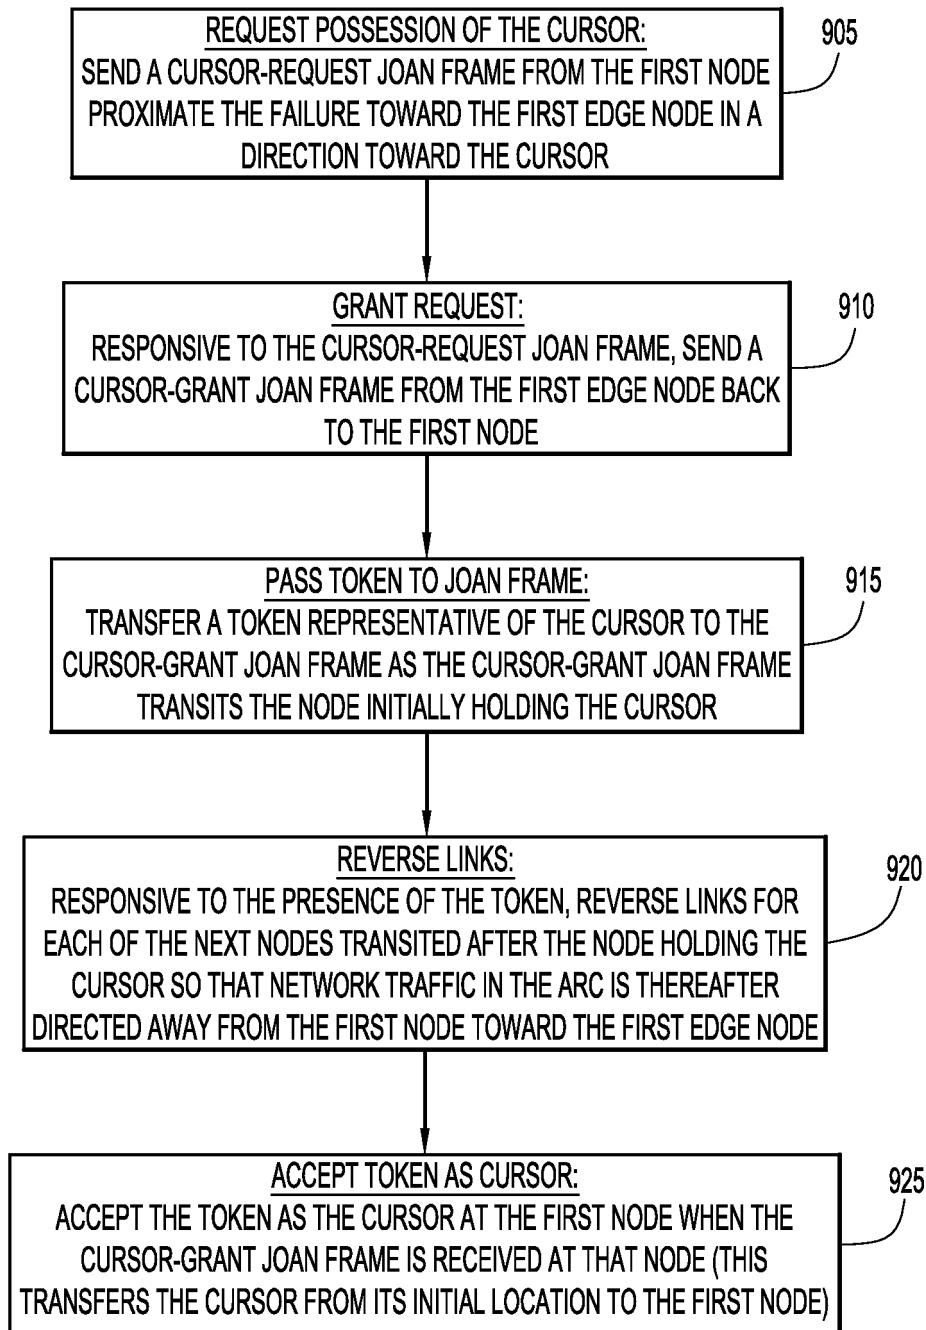 REQUEST POSSESSION OF THE CURSOR:
SEND A CURSOR-REQUEST JOAN FRAME FROM THE FIRST NODE
PROXIMATE THE FAILURE TOWARD THE FIRST EDGE NODE IN A
DIRECTION TOWARD THE CURSOR
905
GRANT REQUEST:
RESPONSIVE TO THE CURSOR-REQUEST JOAN FRAME, SEND A
CURSOR-GRANT JOAN FRAME FROM THE FIRST EDGE NODE BACK
TO THE FIRST NODE
910
PASS TOKEN TO JOAN FRAME:
TRANSFER A TOKEN REPRESENTATIVE OF THE CURSOR TO THE
CURSOR-GRANT JOAN FRAME AS THE CURSOR-GRANT JOAN FRAME
TRANSITS THE NODE INITIALLY HOLDING THE CURSOR
915
REVERSE LINKS:
RESPONSIVE TO THE PRESENCE OF THE TOKEN, REVERSE LINKS FOR
EACH OF THE NEXT NODES TRANSITED AFTER THE NODE HOLDING THE
CURSOR SO THAT NETWORK TRAFFIC IN THE ARC IS THEREAFTER
DIRECTED AWAY FROM THE FIRST NODE TOWARD THE FIRST EDGE NODE
920
ACCEPT TOKEN AS CURSOR:
ACCEPT THE TOKEN AS THE CURSOR AT THE FIRST NODE WHEN THE
CURSOR-GRANT JOAN FRAME IS RECEIVED AT THAT NODE (THIS
TRANSFERS THE CURSOR FROM ITS INITIAL LOCATION TO THE FIRST NODE)
925